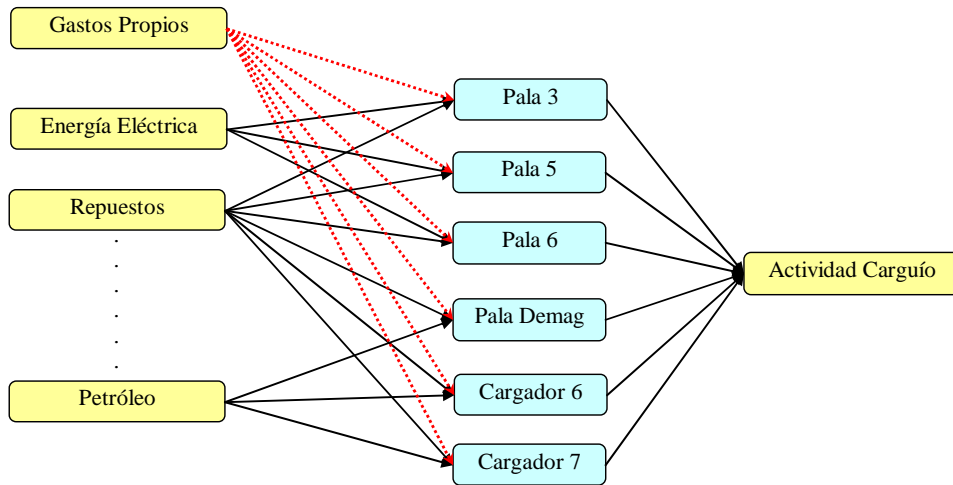 Gastos Propios
Energía Eléctrica
Repuestos
.
.
.
.
.
.
Petróleo
Pala 3
Pala 5
Pala 6
Pala Demag
Cargador 6
Cargador 7
Actividad Carguío